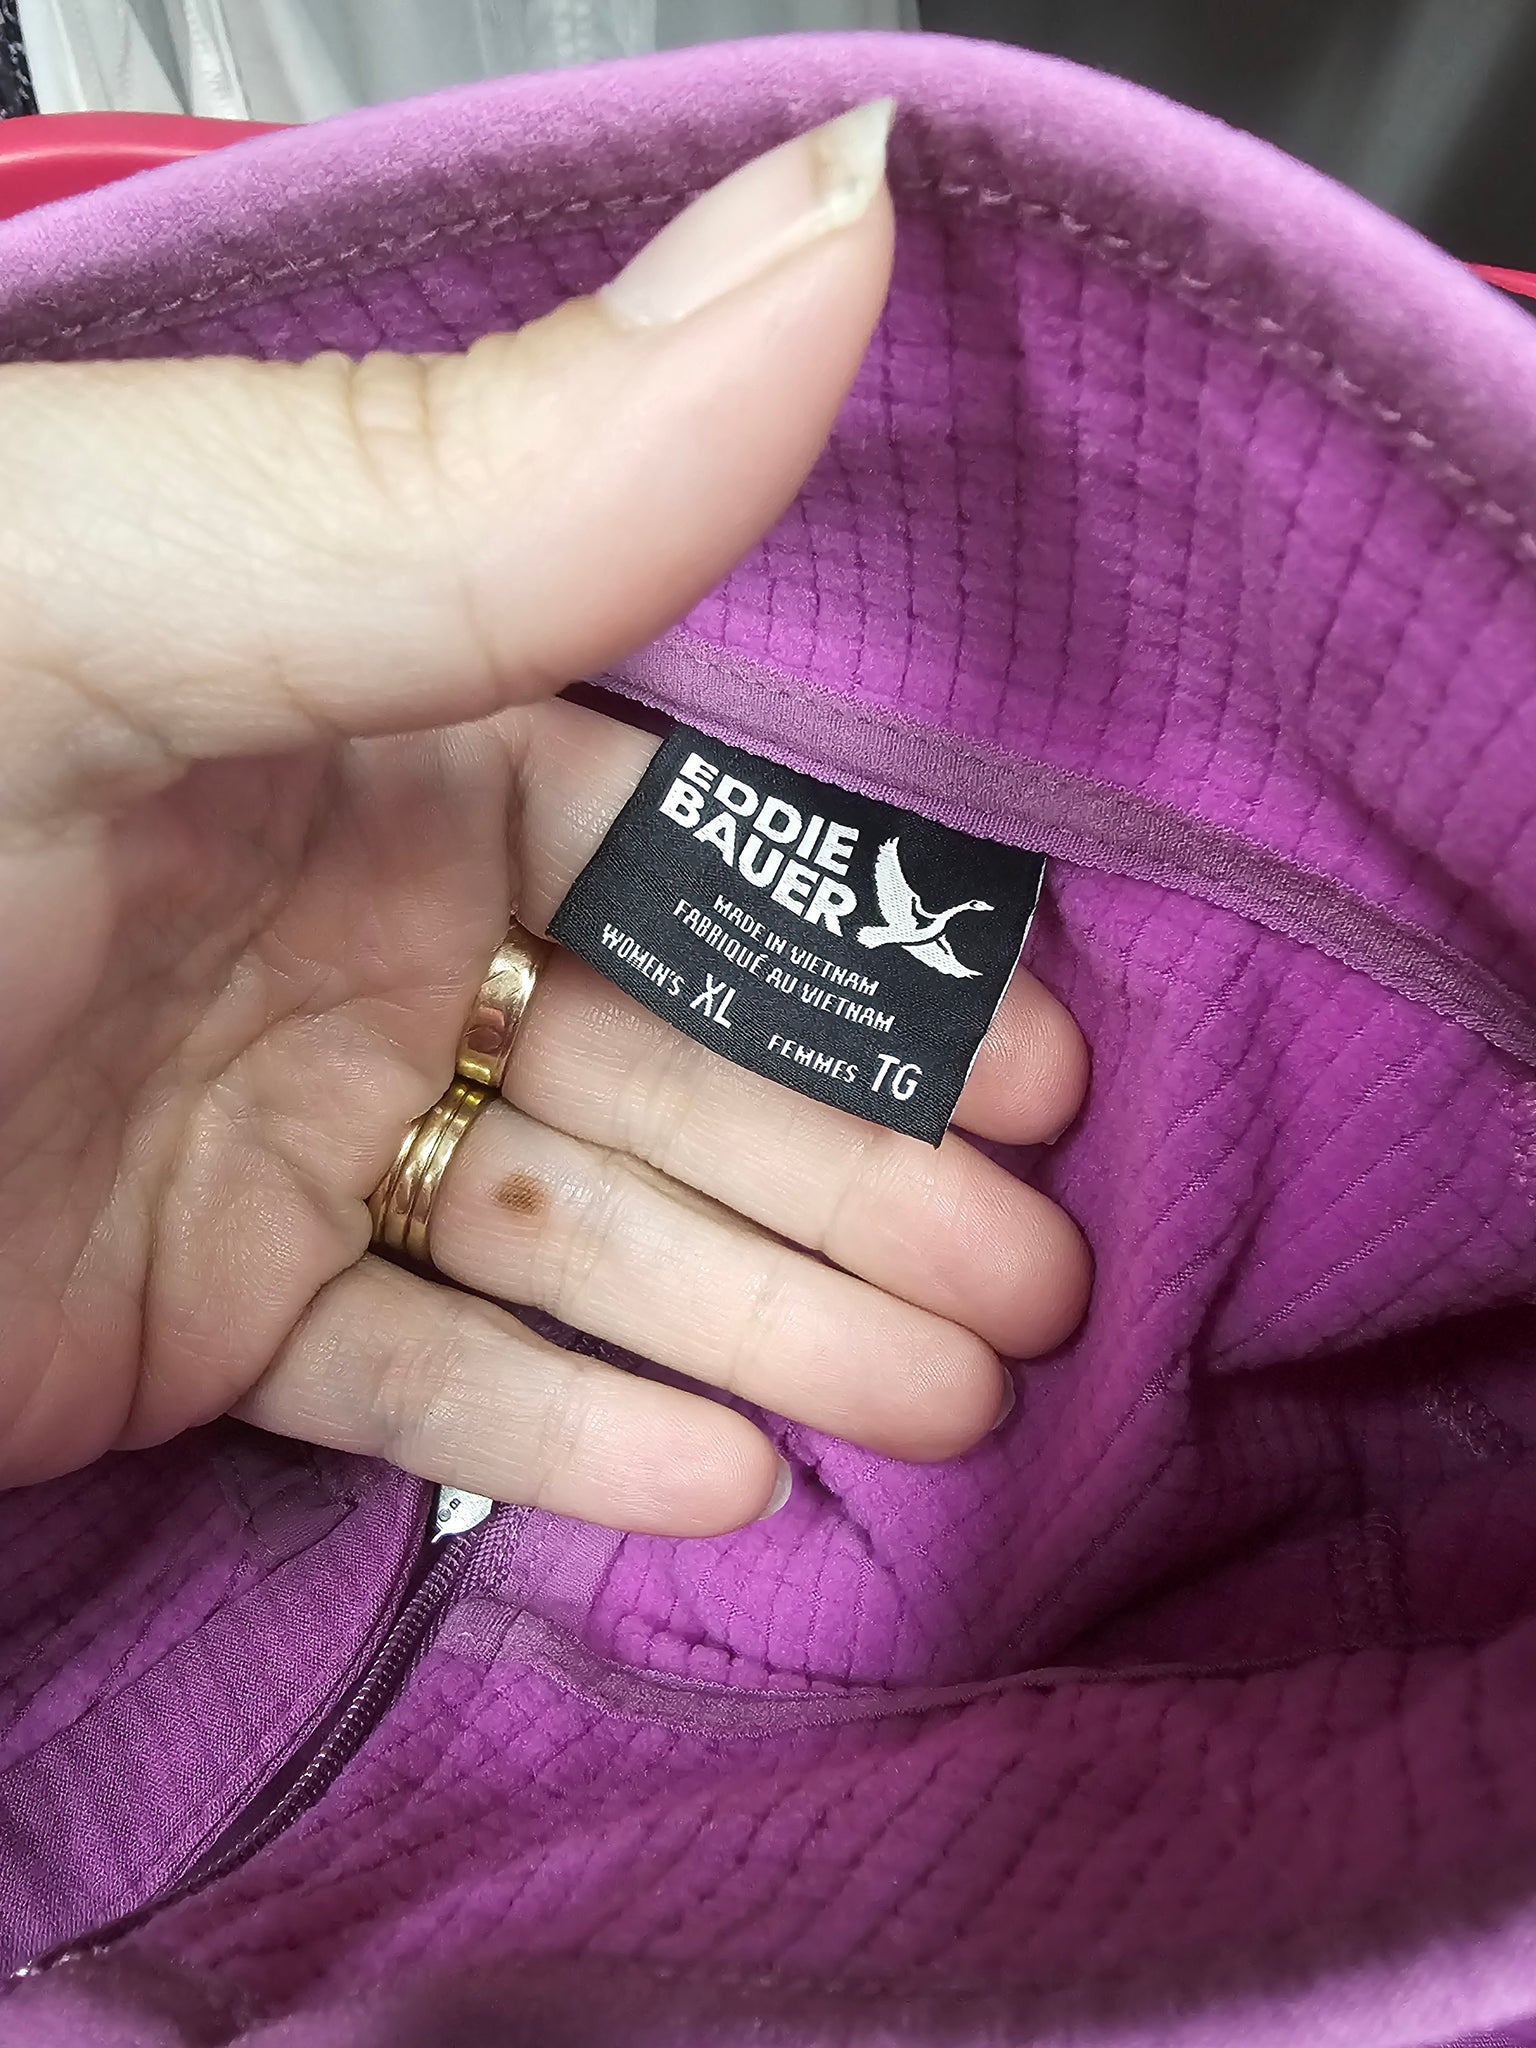 EDDIE
BAUER
MADE IN VIETNAM
FABRIQUÉ AU VIETNAM
WOMEN'S XL FEMMES TG